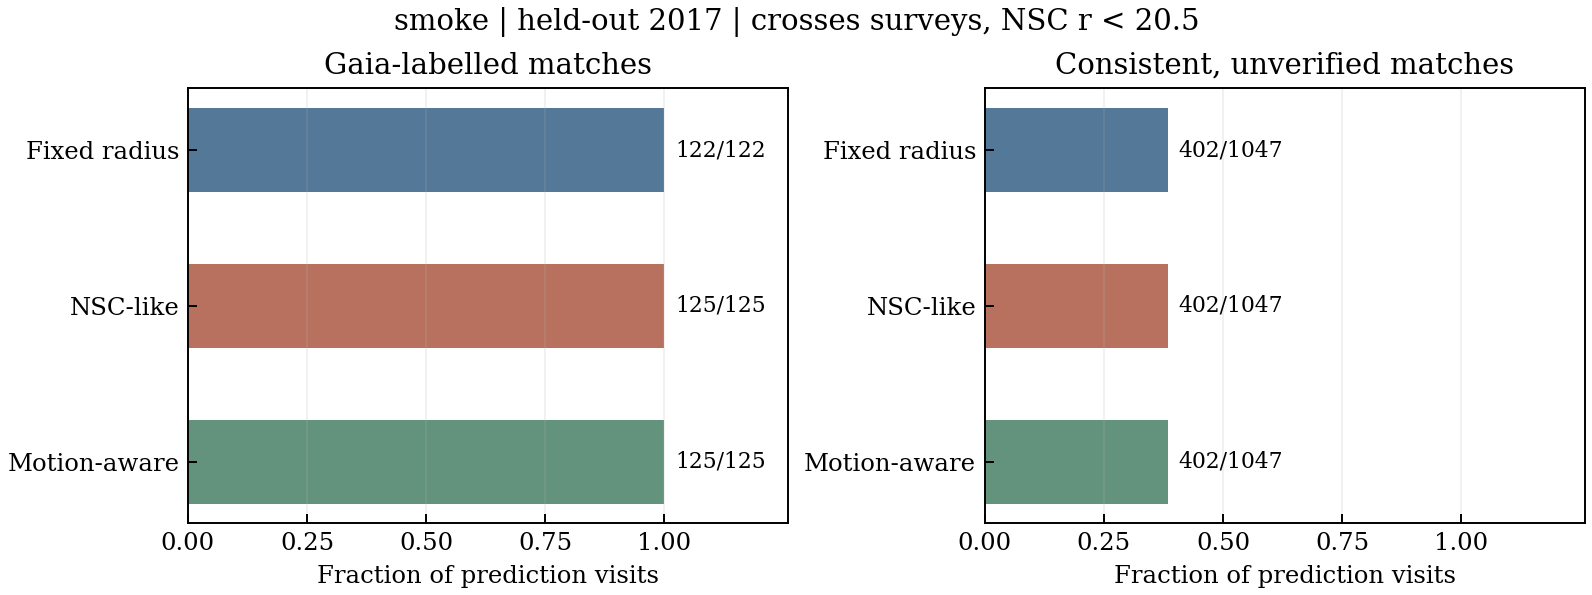 smoke | held-out 2017 | crosses surveys, NSC r < 20.5
Gaia-labelled matches
Fixed radius
122/122
NSC-like
125/125
Motion-aware
125/125
0.00 0.25 0.50 0.75 1.00
Fraction of prediction visits
Consistent, unverified matches
Fixed radius
402/1047
NSC-like
402/1047
Motion-aware
402/1047
0.00 0.25 0.50 0.75 1.00
Fraction of prediction visits